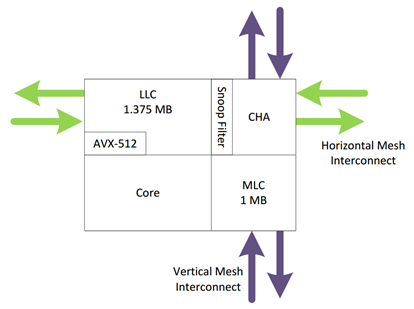 LLC
1.375 MB
Snoop Filter
CHA
AVX-512
Horizontal Mesh
Interconnect
Core
MLC
1 MB
Vertical Mesh
Interconnect